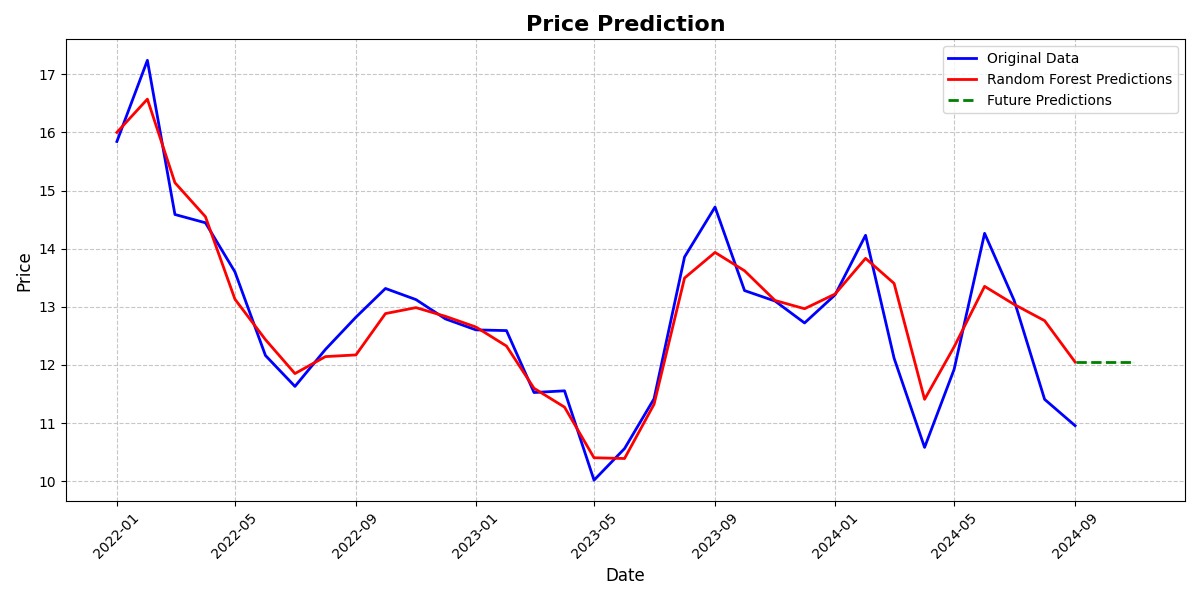 Price Prediction
Original Data
Random Forest Predictions
Future Predictions
Price
17
16
15
14
13
12
11
10
2022-01
2022-05
2022-09
2023-01
2023-05
2023-09
2024-01
2024-05
2024-09
Date